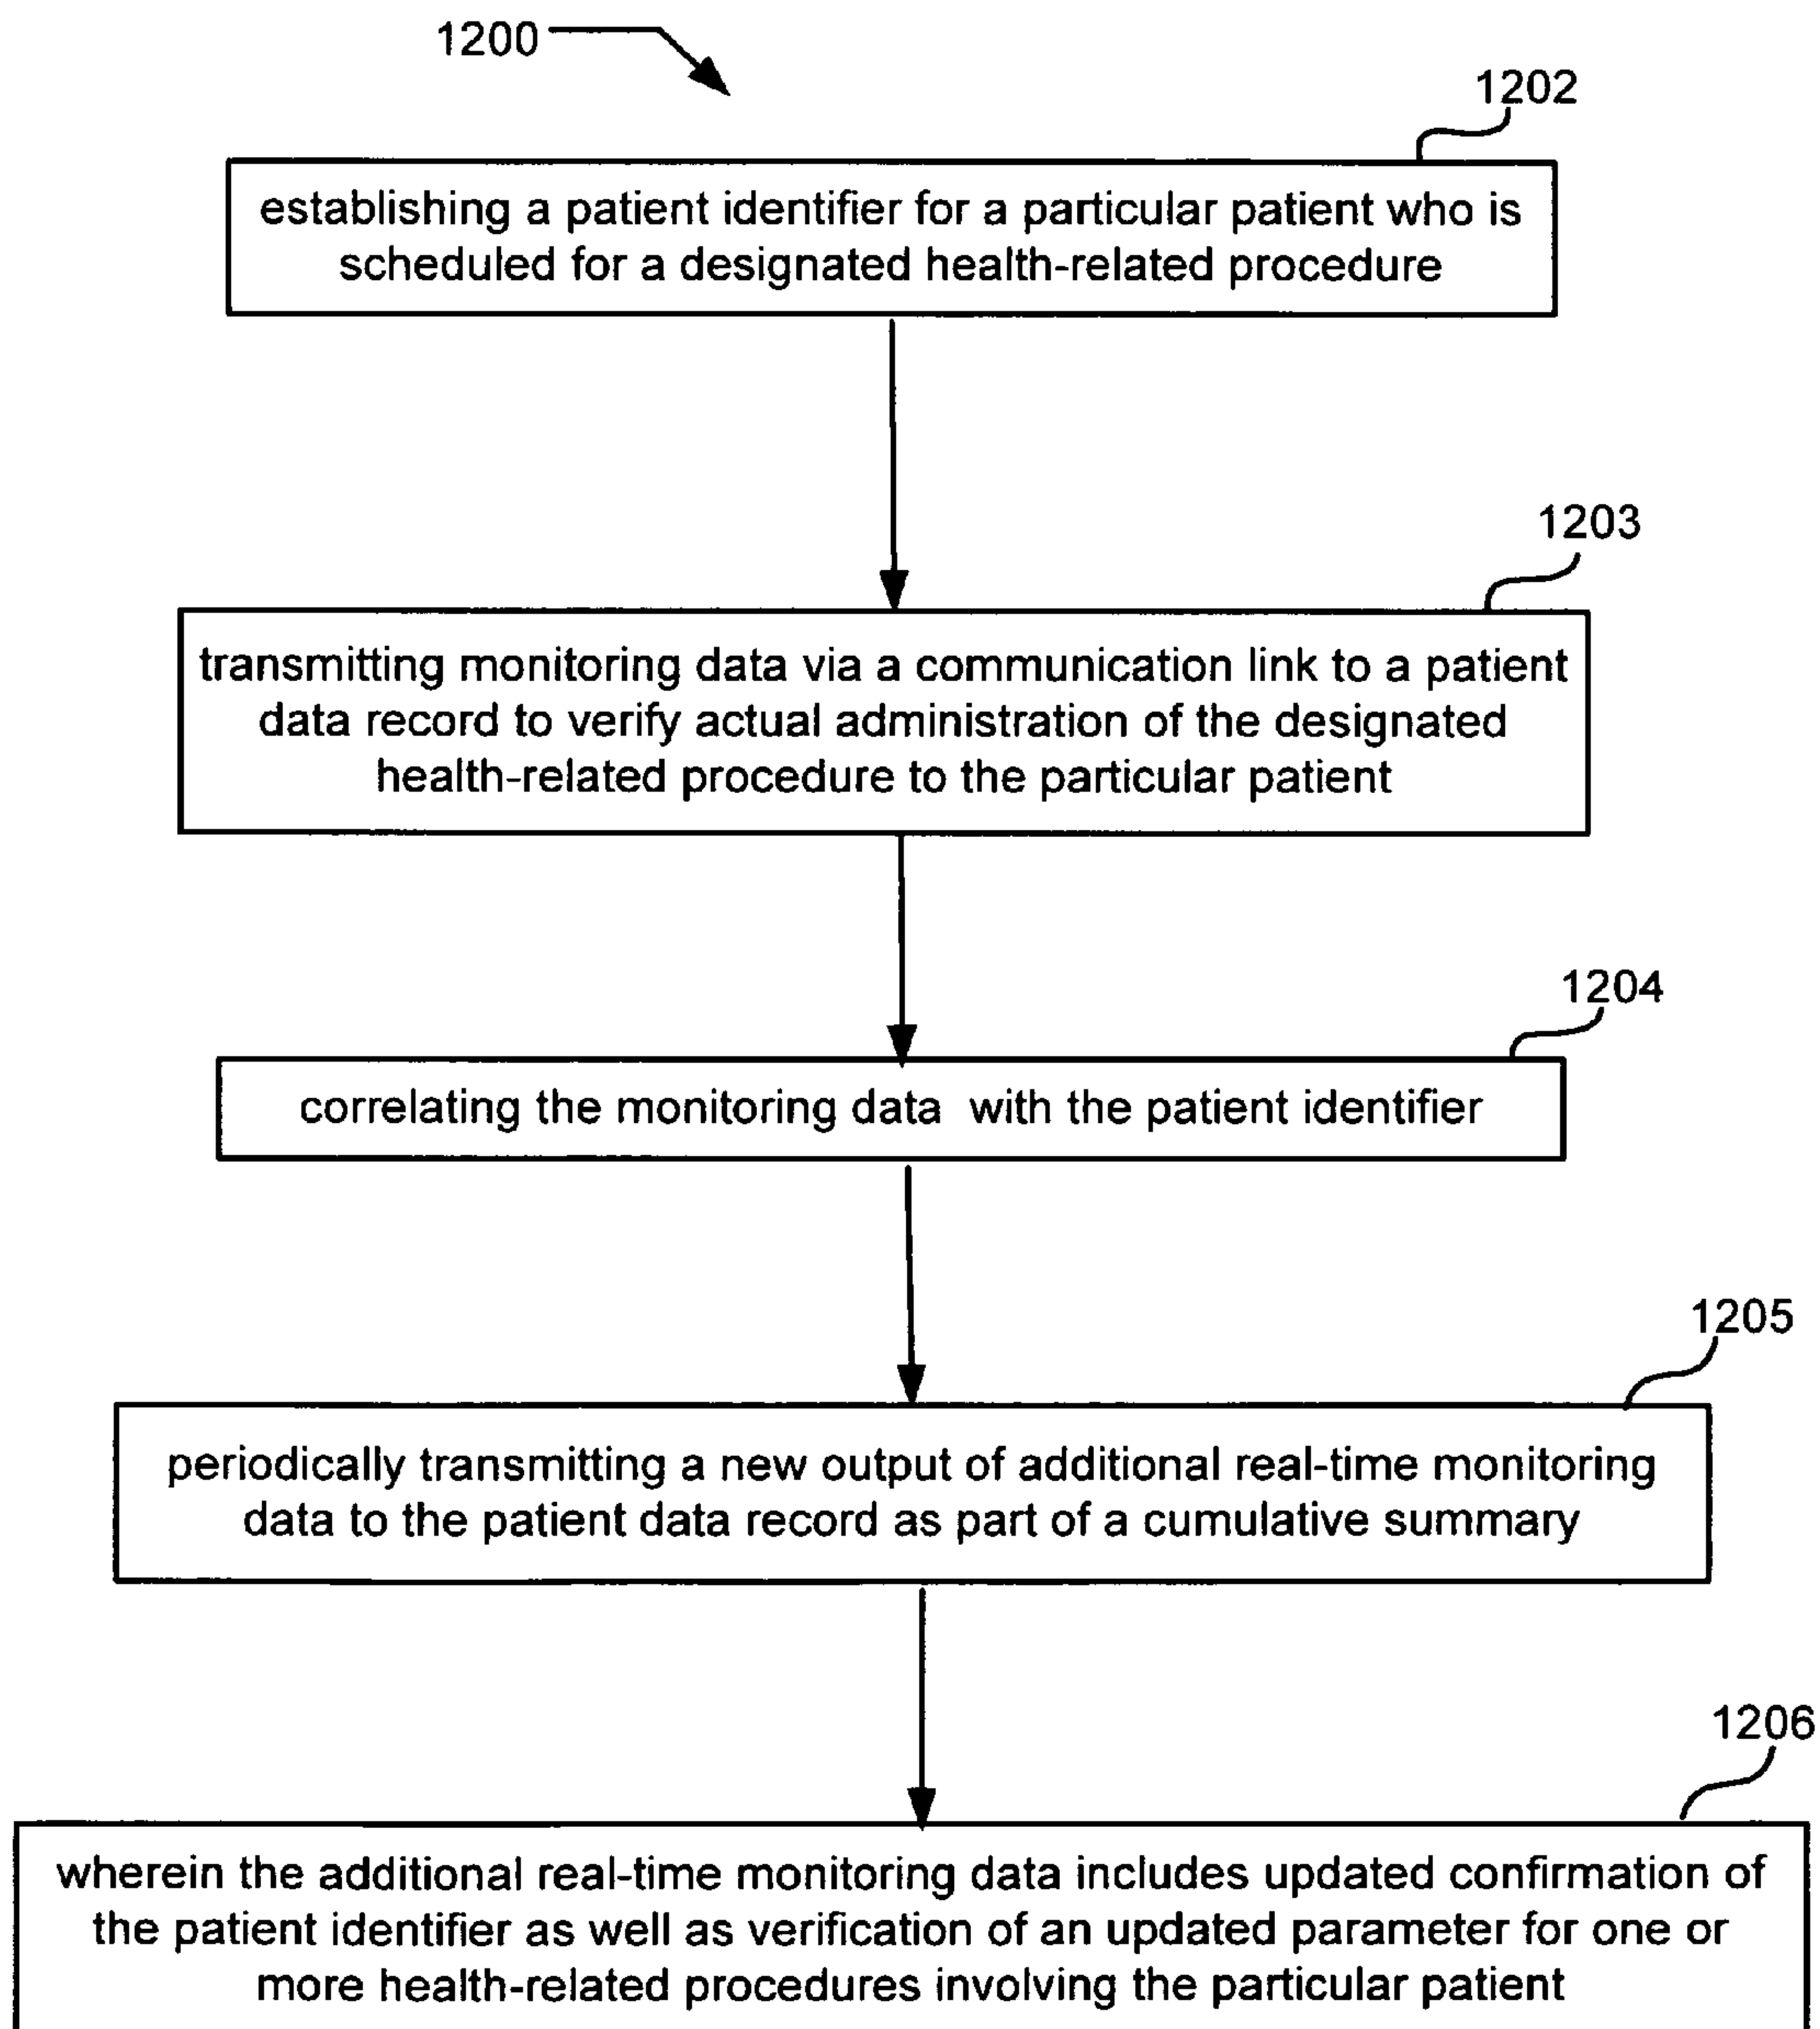 1200
1202
establishing a patient identifier for a particular patient who is
scheduled for a designated health-related procedure
1203
transmitting monitoring data via a communication link to a patient
data record to verify actual administration of the designated
health-related procedure to the particular patient
1204
correlating the monitoring data with the patient identifier
1205
periodically transmitting a new output of additional real-time monitoring
data to the patient data record as part of a cumulative summary
1206
wherein the additional real-time monitoring data includes updated confirmation of
the patient identifier as well as verification of an updated parameter for one or
more health-related procedures involving the particular patient